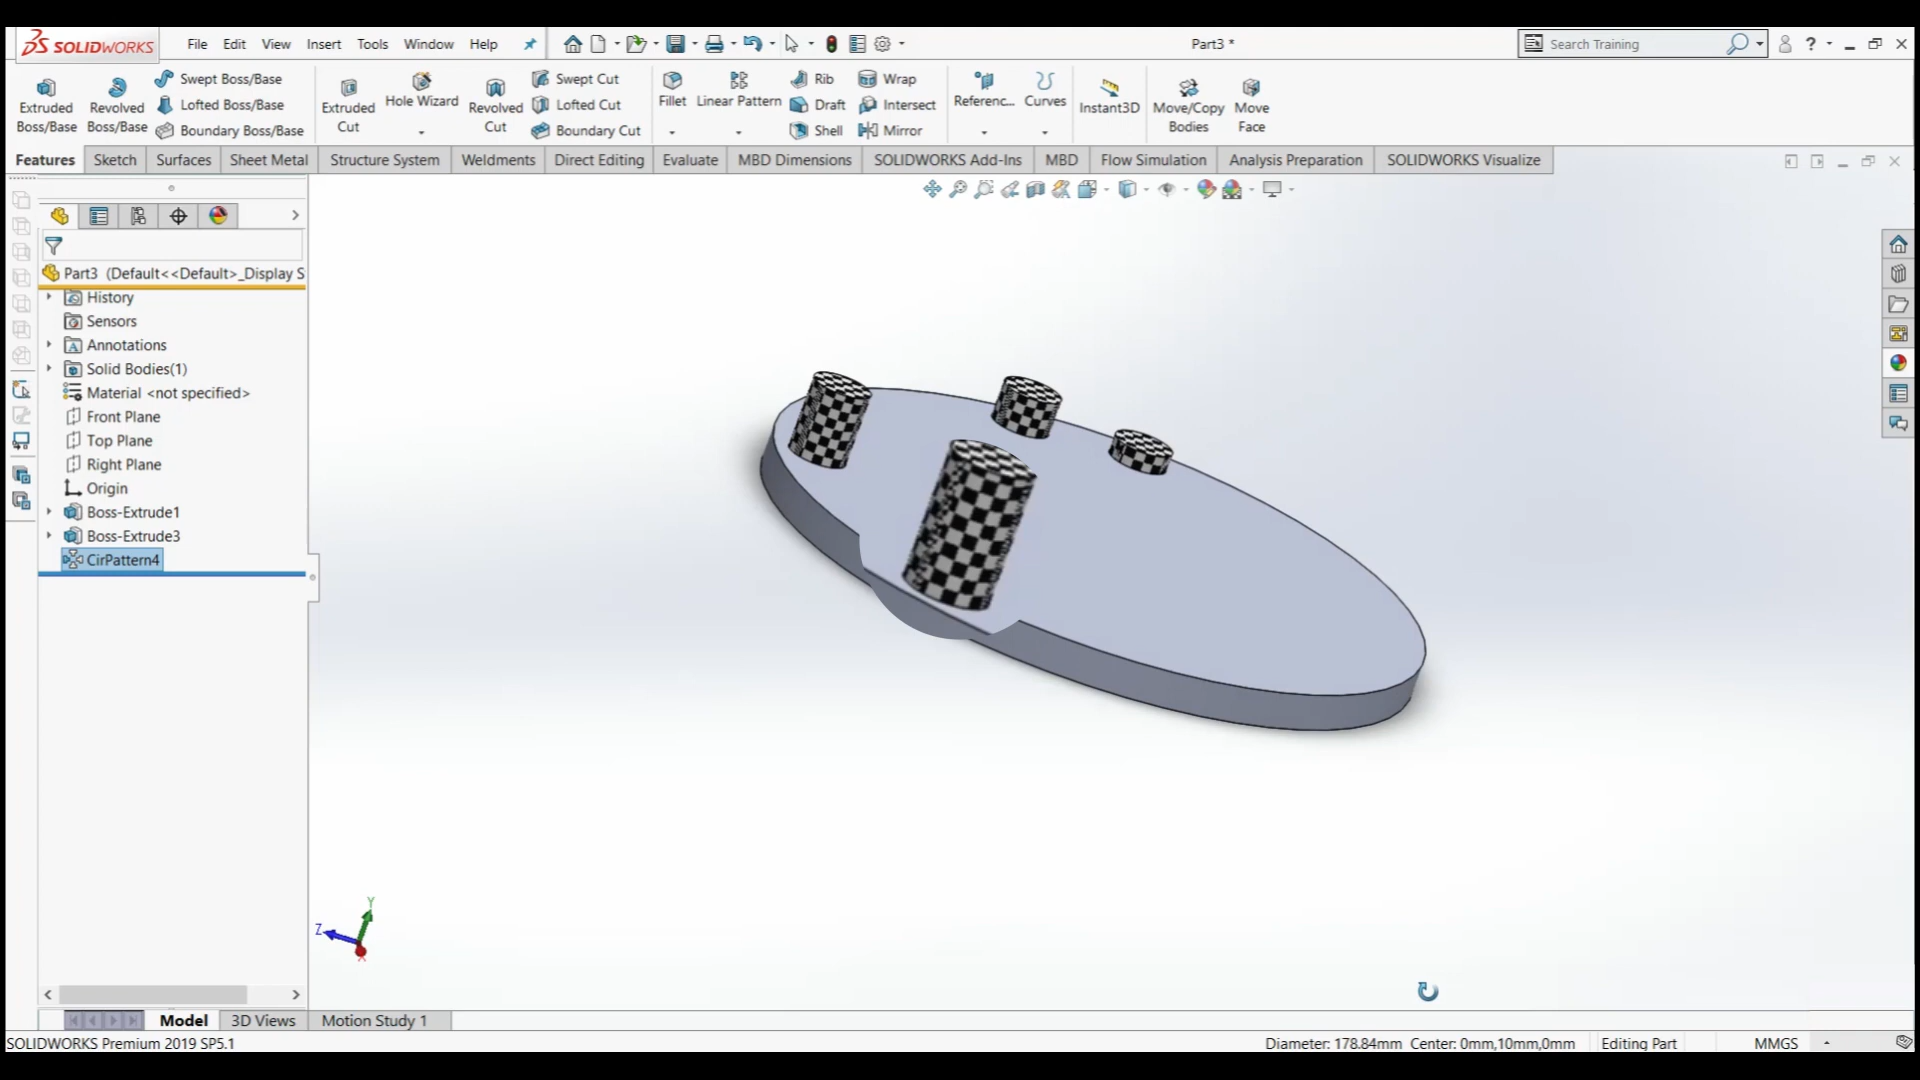 SOLIDWORKS File Edit View Insert Tools Window Help Part3 * Search Training ?
Extruded Boss/Base Revolved Boss/Base Swept Boss/Base Lofted Boss/Base Boundary Boss/Base Extruded Cut Hole Wizard Revolved Cut Swept Cut Lofted Cut Boundary Cut Fillet Linear Pattern Rib Draft Shell Wrap Intersect Mirror Referenc... Curves Instant3D Move/Copy Bodies Move Face
Features Sketch Surfaces Sheet Metal Structure System Weldments Direct Editing Evaluate MBD Dimensions SOLIDWORKS Add-Ins MBD Flow Simulation Analysis Preparation SOLIDWORKS Visualize
Part3 (Default<<Default>_Display S
History
Sensors
Annotations
Solid Bodies(1)
Material <not specified>
Front Plane
Top Plane
Right Plane
Origin
Boss-Extrude1
Boss-Extrude3
CirPattern4
Y
Z
X
Model 3D Views Motion Study 1
SOLIDWORKS Premium 2019 SP5.1 Diameter: 178.84mm Center: 0mm,10mm,0mm Editing Part MMGS